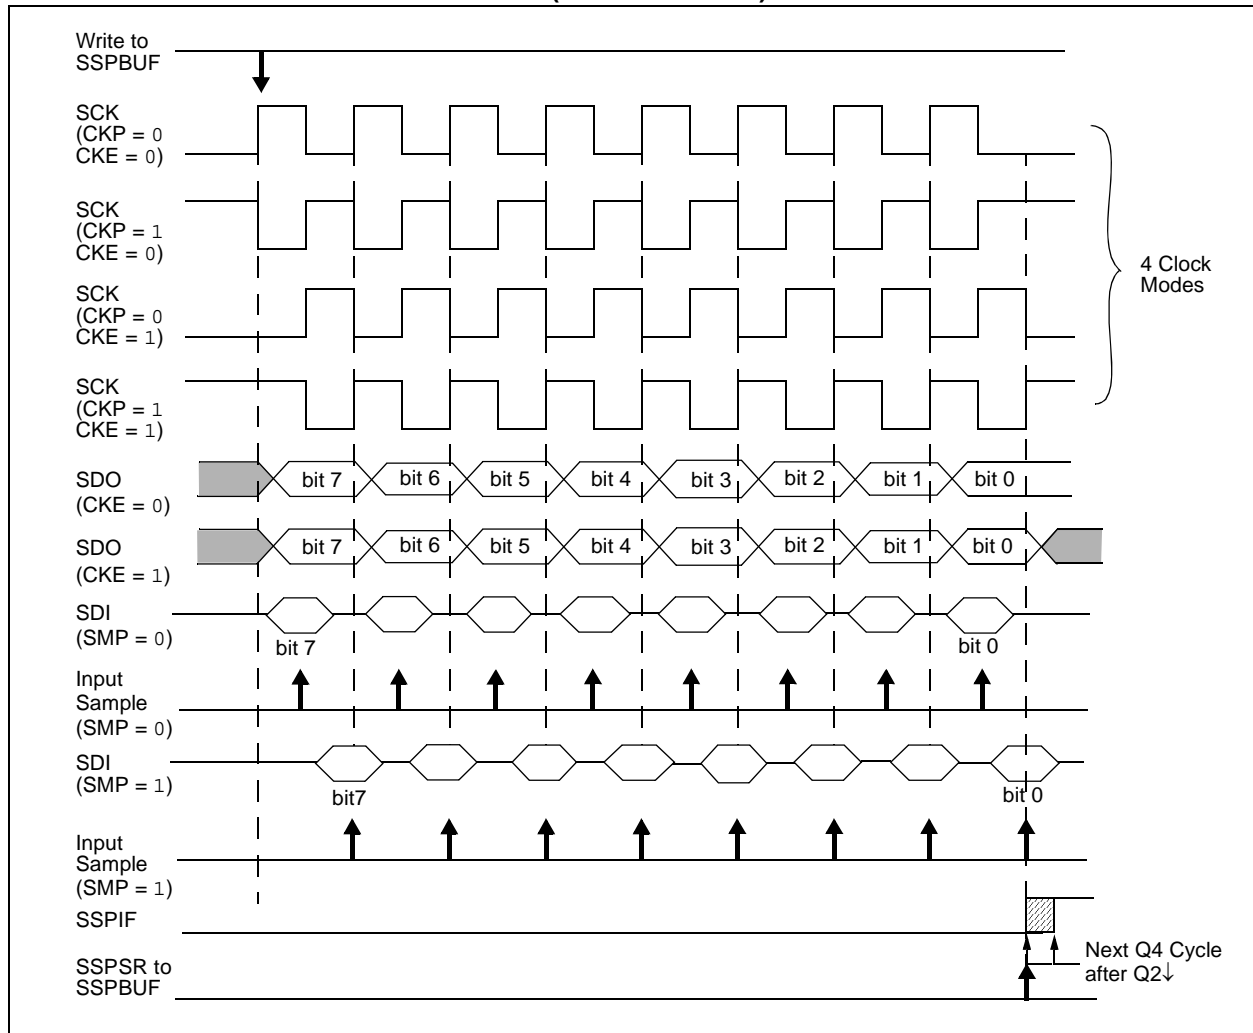 Write to
SSPBUF
SCK
(CKP = 0
CKE = 0)
SCK
(CKP = 1
CKE = 0)
4 Clock
Modes
SCK
(CKP = 0
CKE = 1)
SCK
(CKP = 1
CKE = 1)
SDO
(CKE = 0)
bit 7 bit 6 bit 5 bit 4 bit 3 bit 2 bit 1 bit 0
SDO
(CKE = 1)
bit 7 bit 6 bit 5 bit 4 bit 3 bit 2 bit 1 bit 0
SDI
(SMP = 0)
bit 7 bit 0
Input
Sample
(SMP = 0)
SDI
(SMP = 1)
bit7 bit 0
Input
Sample
(SMP = 1)
SSPIF
Next Q4 Cycle
after Q2↓
SSPSR to
SSPBUF